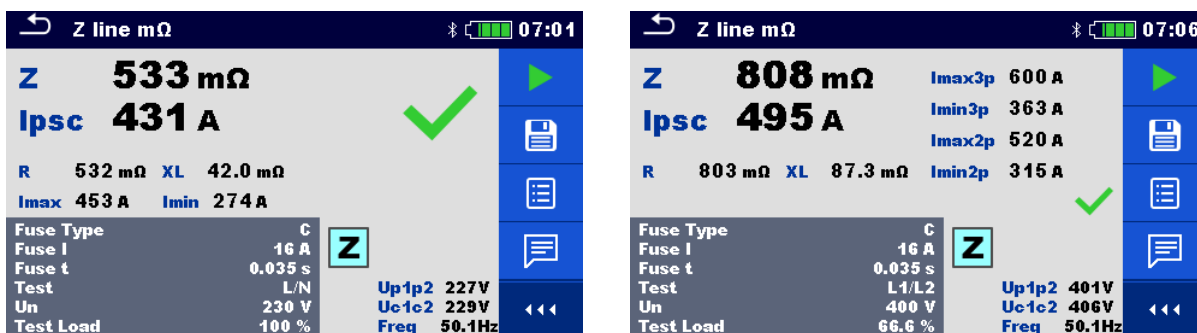 Z line mΩ 07:01
Z 533 mΩ
Ipsc 431 A
R 532 mΩ XL 42.0 mΩ
Imax 453 A Imin 274 A
Fuse Type C
Fuse I 16 A
Fuse t 0.035 s
Test L/N
Un 230 V
Test Load 100 %
Z
Up1p2 227V
Uc1c2 229V
Freq 50.1Hz
Z line mΩ 07:06
Z 808 mΩ
Ipsc 495 A
Imax3p 600 A
Imin3p 363 A
Imax2p 520 A
Imin2p 315 A
R 803 mΩ XL 87.3 mΩ
Fuse Type C
Fuse I 16 A
Fuse t 0.035 s
Test L1/L2
Un 400 V
Test Load 66.6 %
Z
Up1p2 401V
Uc1c2 406V
Freq 50.1Hz